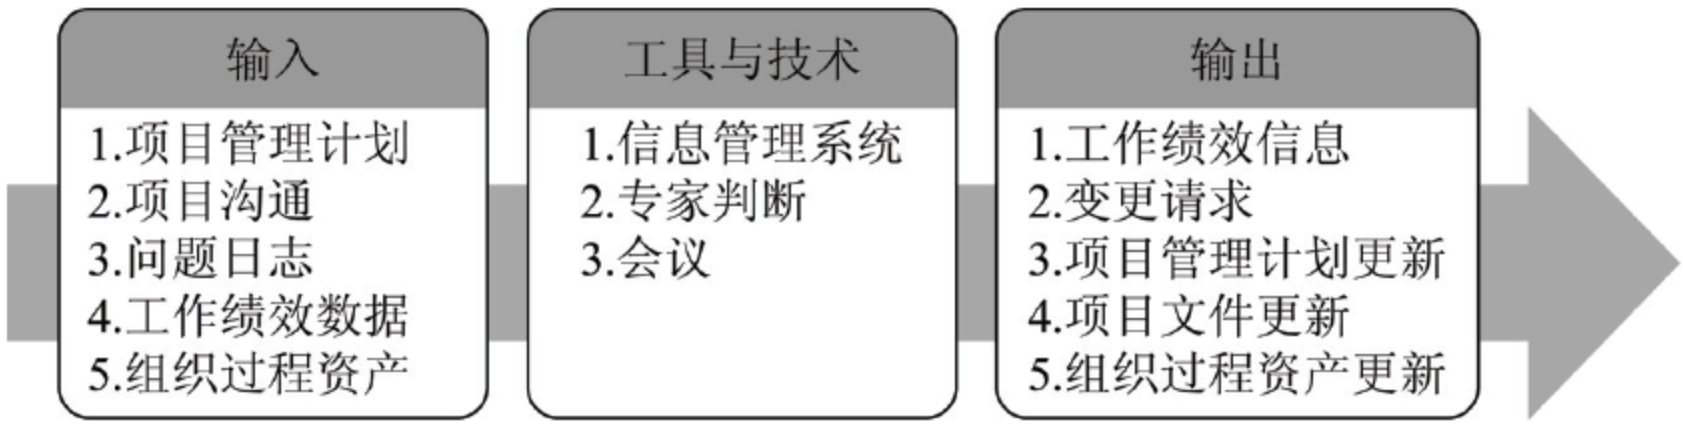 输入
1.项目管理计划
2.项目沟通
3.问题日志
4.工作绩效数据
5.组织过程资产
工具与技术
1.信息管理系统
2.专家判断
3.会议
输出
1.工作绩效信息
2.变更请求
3.项目管理计划更新
4.项目文件更新
5.组织过程资产更新